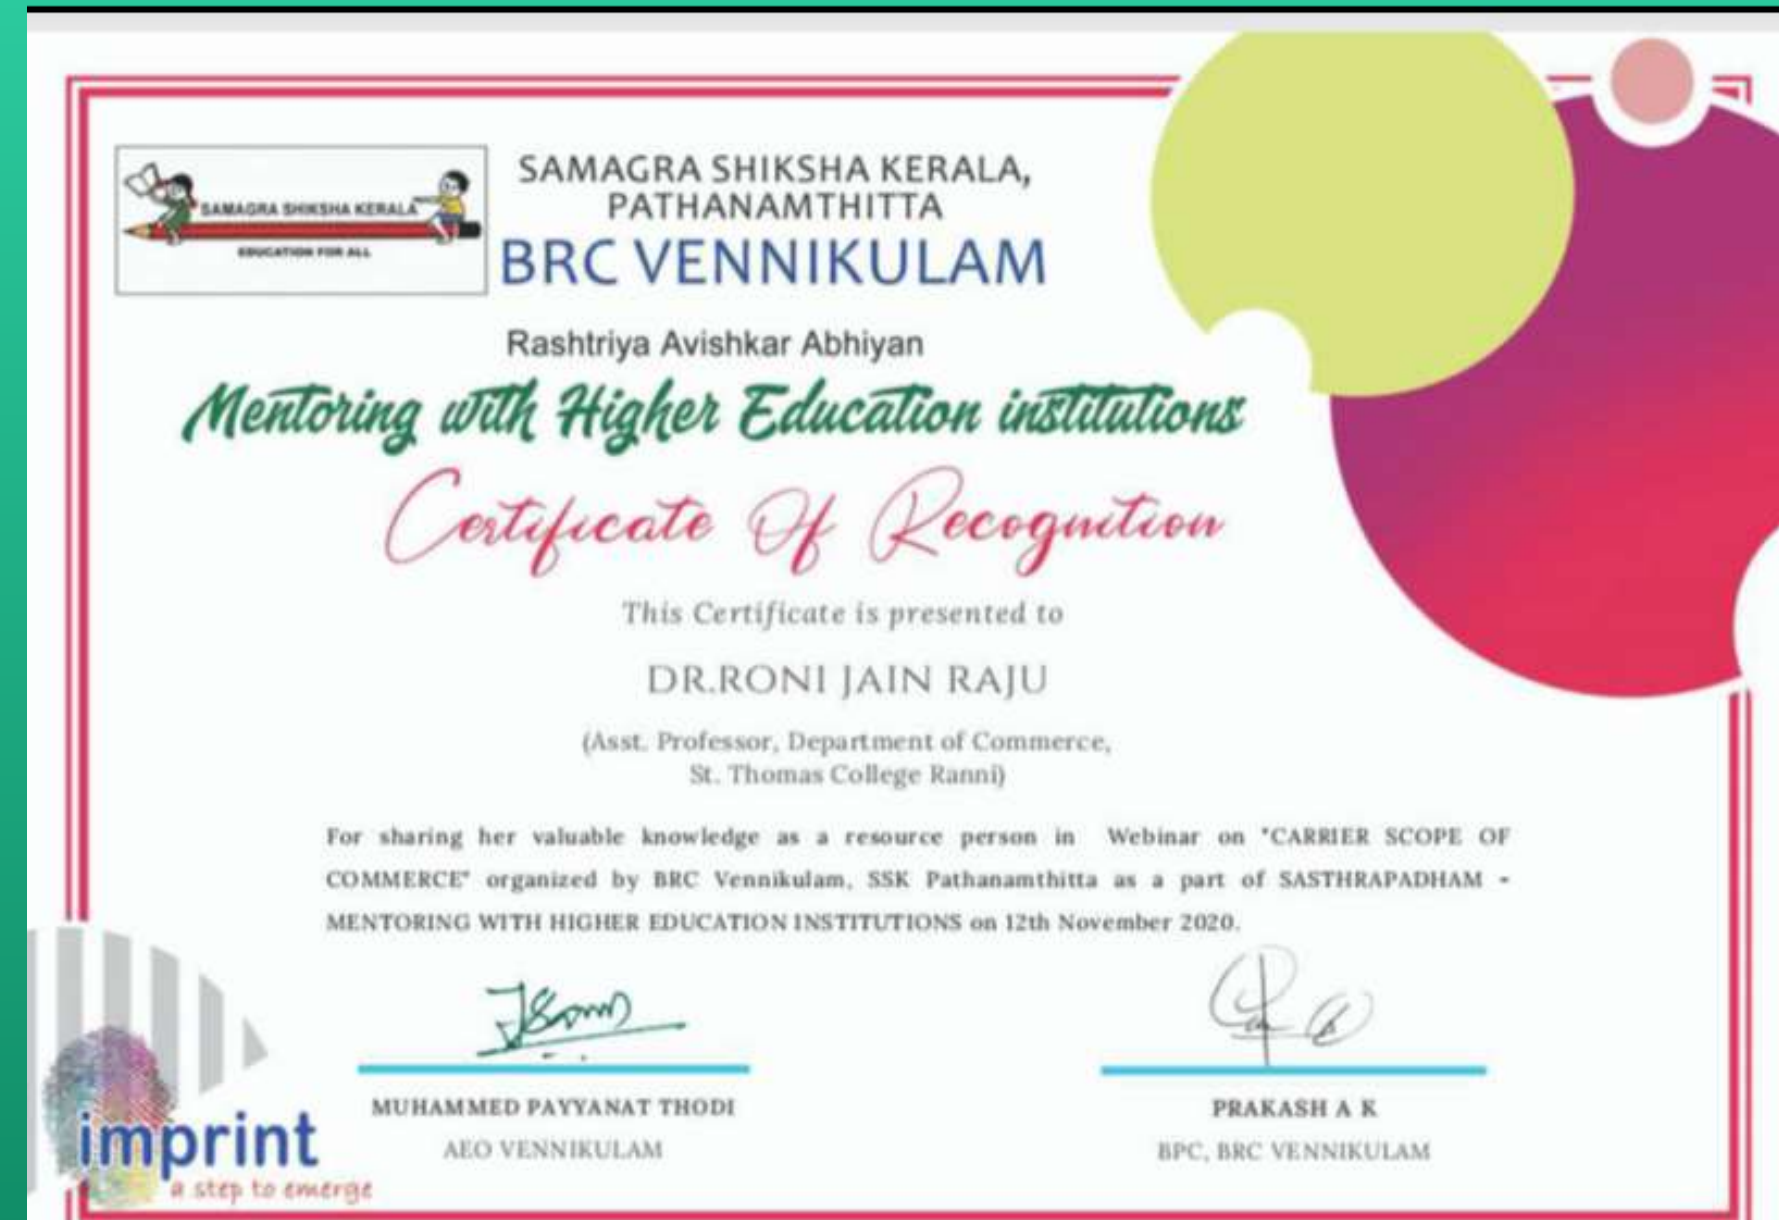 SAMAGRA SHIKSHA KERALA
EDUCATION FOR ALL
SAMAGRA SHIKSHA KERALA,
PATHANAMTHITTA
BRC VENNIKULAM
Rashtriya Avishkar Abhiyan
Mentoring with Higher Education institutions
Certificate Of Recognition
This Certificate is presented to
DR.RONI JAIN RAJU
(Asst. Professor, Department of Commerce,
St. Thomas College Ranni)
For sharing her valuable knowledge as a resource person in Webinar on "CARRIER SCOPE OF
COMMERCE" organized by BRC Vennikulam, SSK Pathanamthitta as a part of SASTHRAPADHAM -
MENTORING WITH HIGHER EDUCATION INSTITUTIONS on 12th November 2020.
MUHAMMED PAYYANAT THODI
AEO VENNIKULAM
PRAKASH A K
BPC, BRC VENNIKULAM
imprint
a step to emerge